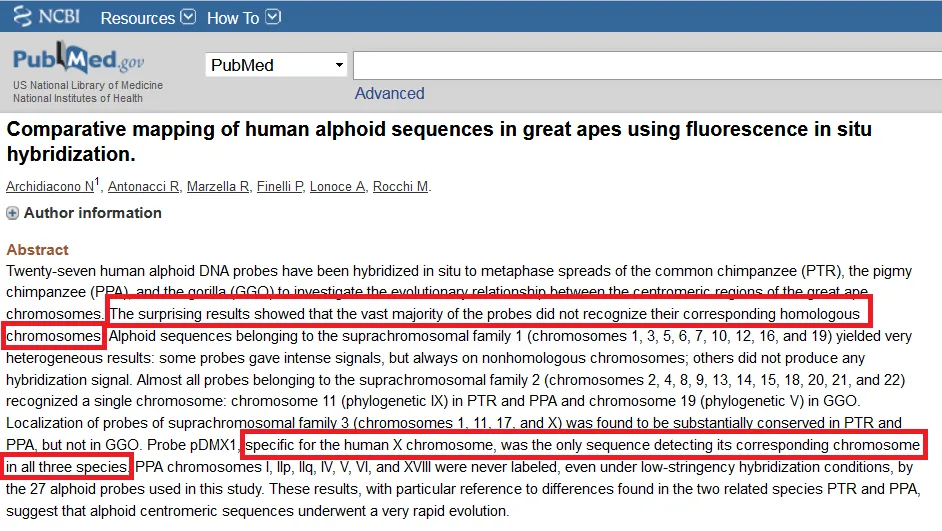 NCBI Resources How To
PubMed.gov
US National Library of Medicine
National Institutes of Health
PubMed
Advanced
Comparative mapping of human alphoid sequences in great apes using fluorescence in situ
hybridization.
Archidiacono N1, Antonacci R, Marzella R, Finelli P, Lonoce A, Rocchi M.
Author information
Abstract
Twenty-seven human alphoid DNA probes have been hybridized in situ to metaphase spreads of the common chimpanzee (PTR), the pigmy
chimpanzee (PPA), and the gorilla (GGO) to investigate the evolutionary relationship between the centromeric regions of the great ape
chromosomes. The surprising results showed that the vast majority of the probes did not recognize their corresponding homologous
chromosomes. Alphoid sequences belonging to the suprachromosomal family 1 (chromosomes 1, 3, 5, 6, 7, 10, 12, 16, and 19) yielded very
heterogeneous results: some probes gave intense signals, but always on nonhomologous chromosomes; others did not produce any
hybridization signal. Almost all probes belonging to the suprachromosomal family 2 (chromosomes 2, 4, 8, 9, 13, 14, 15, 18, 20, 21, and 22)
recognized a single chromosome: chromosome 11 (phylogenetic IX) in PTR and PPA and chromosome 19 (phylogenetic V) in GGO.
Localization of probes of suprachromosomal family 3 (chromosomes 1, 11, 17, and X) was found to be substantially conserved in PTR and
PPA, but not in GGO. Probe pDMX1, specific for the human X chromosome, was the only sequence detecting its corresponding chromosome
in all three species. PPA chromosomes I, IIp, IIq, IV, V, VI, and XVIII were never labeled, even under low-stringency hybridization conditions, by
the 27 alphoid probes used in this study. These results, with particular reference to differences found in the two related species PTR and PPA,
suggest that alphoid centromeric sequences underwent a very rapid evolution.